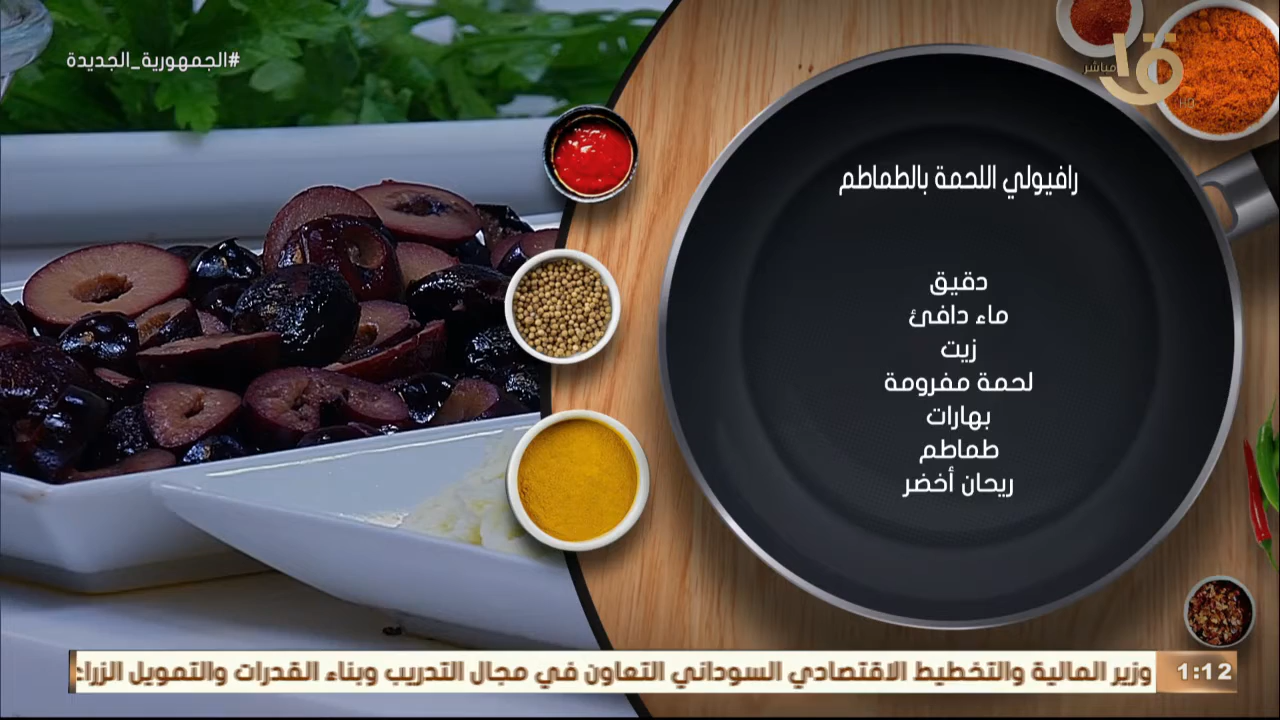 #الجمهورية_الجديدة
مباشر
رافيولي اللحمة بالطماطم
دقيق
ماء دافئ
زيت
لحمة مفرومة
بهارات
طماطم
ريحان أخضر
1:12 وزير المالية والتخطيط الاقتصادي السوداني التعاون في مجال التدريب وبناء القدرات والتمويل الزراع